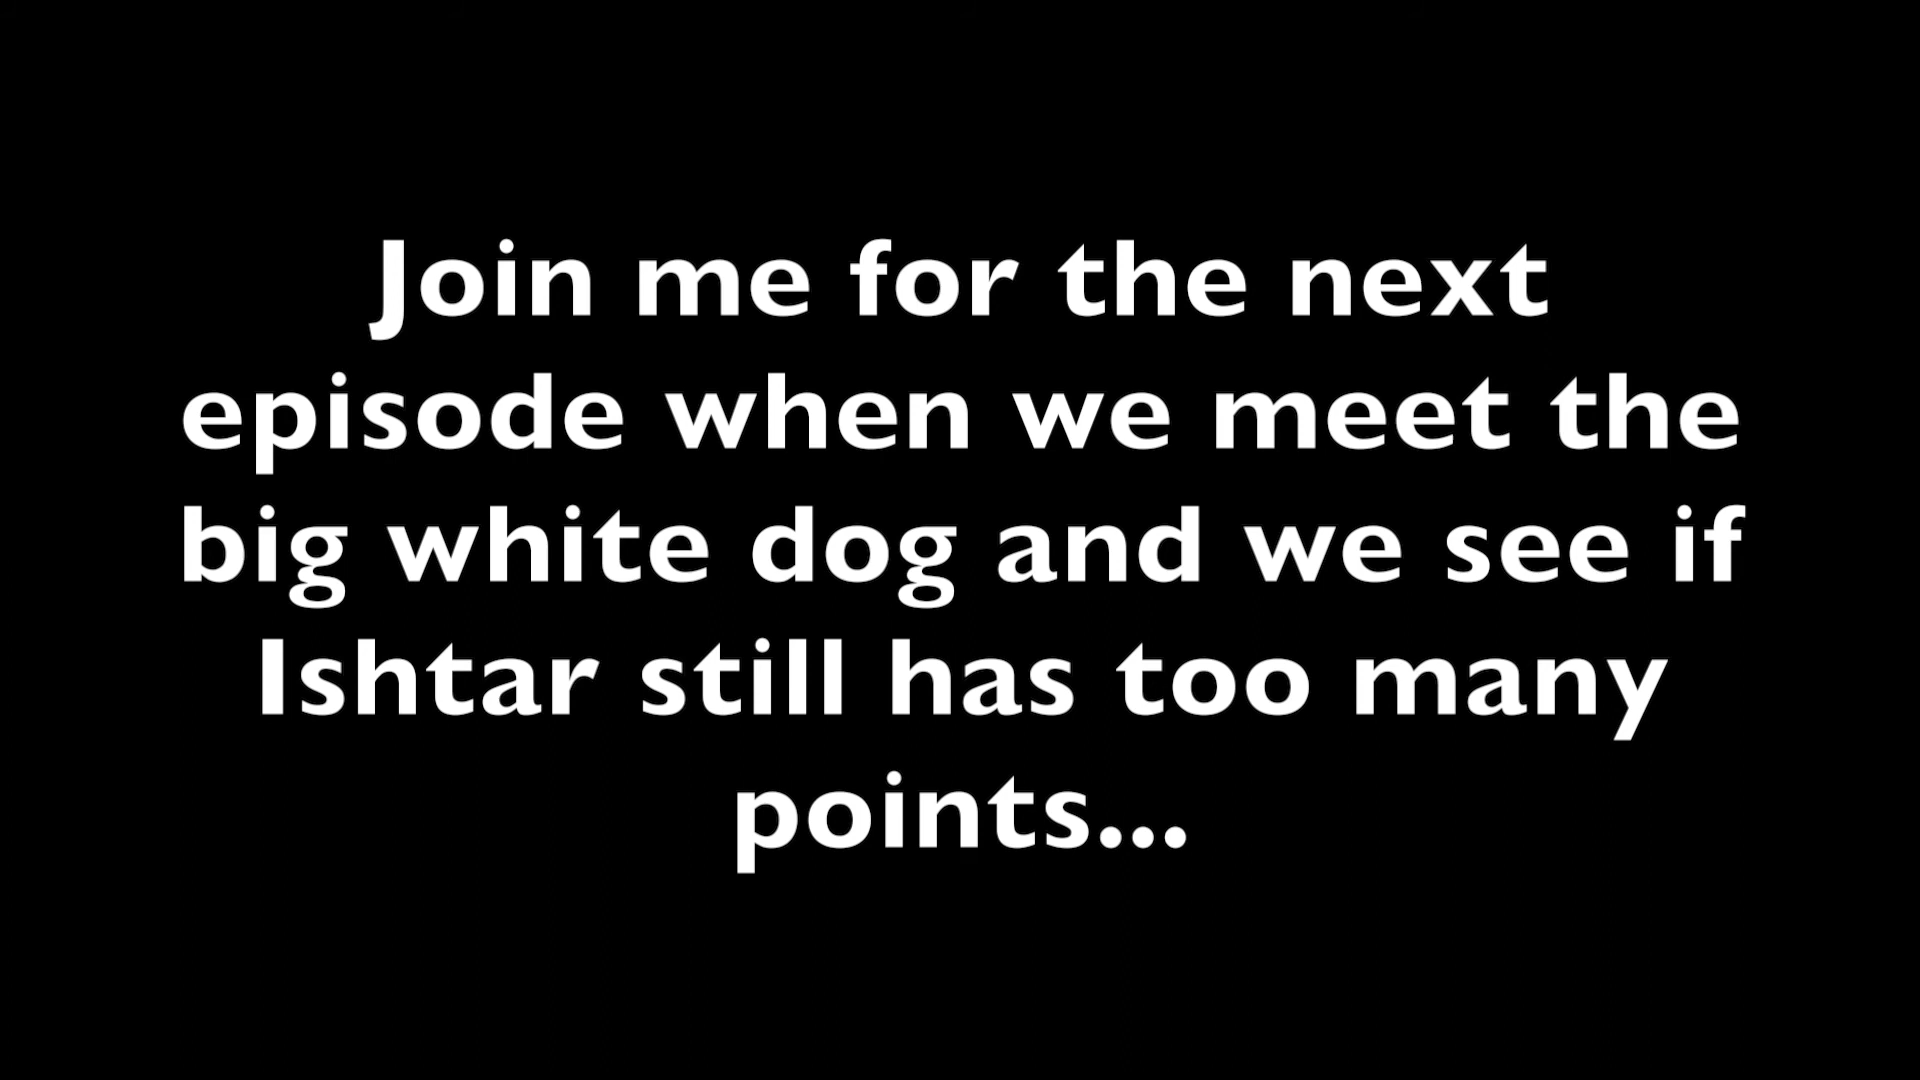 Join me for the next
episode when we meet the
big white dog and we see if
Ishtar still has too many
points...